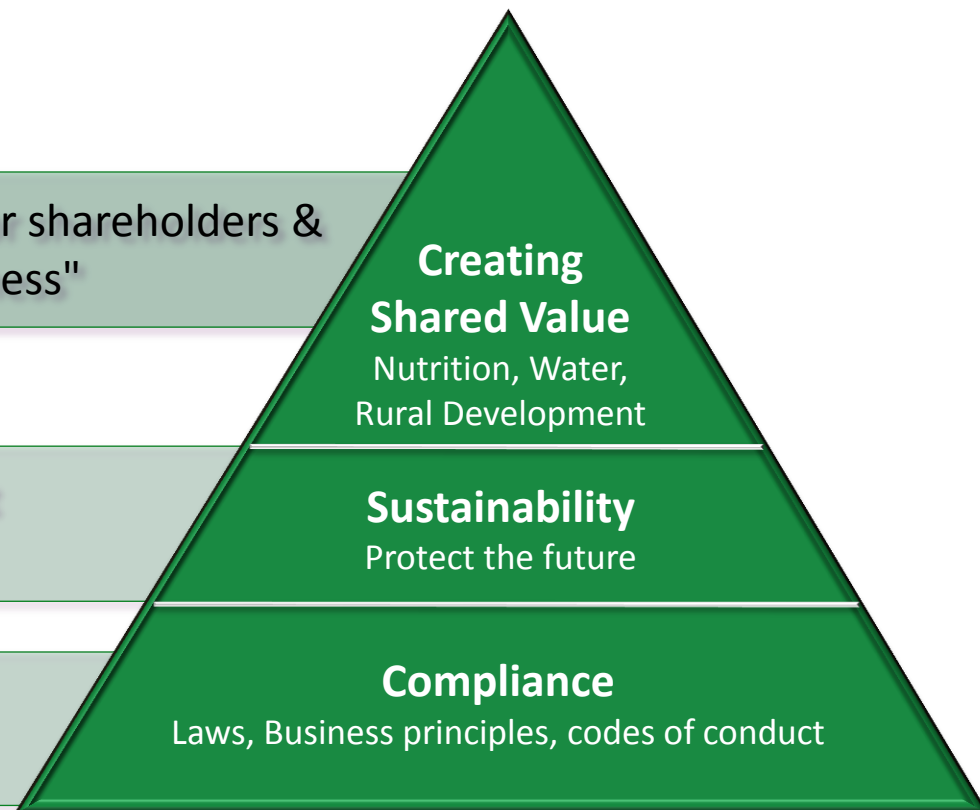 r shareholders &
ess"
Creating
Shared Value
Nutrition, Water,
Rural Development
Sustainability
Protect the future
Compliance
Laws, Business principles, codes of conduct